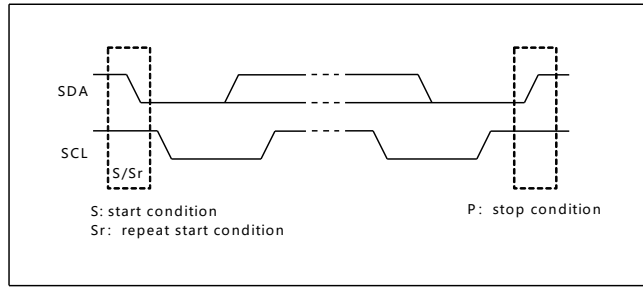 SDA
SCL
S/Sr
S: start condition
P: stop condition
Sr: repeat start condition